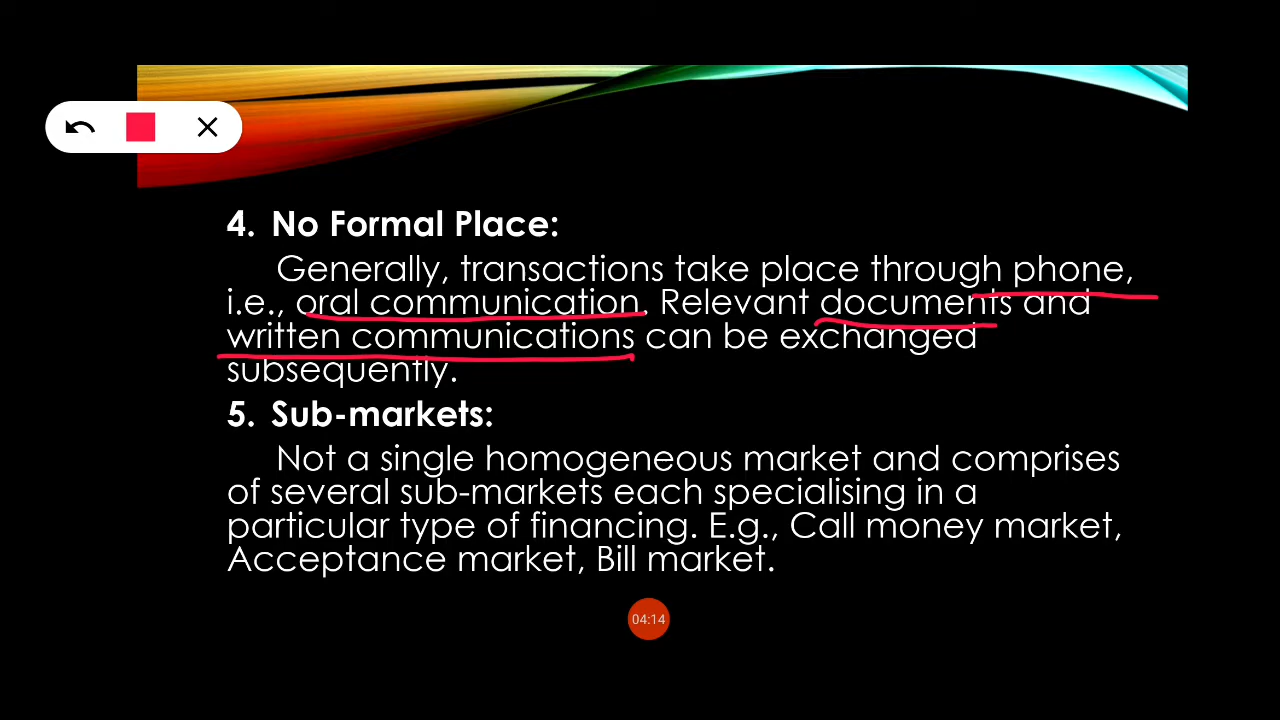 4. No Formal Place:
Generally, transactions take place through phone,
i.e., oral communication. Relevant documents and
written communications can be exchanged
subsequently.
5. Sub-markets:
Not a single homogeneous market and comprises
of several sub-markets each specialising in a
particular type of financing. E.g., Call money market,
Acceptance market, Bill market.
04:14